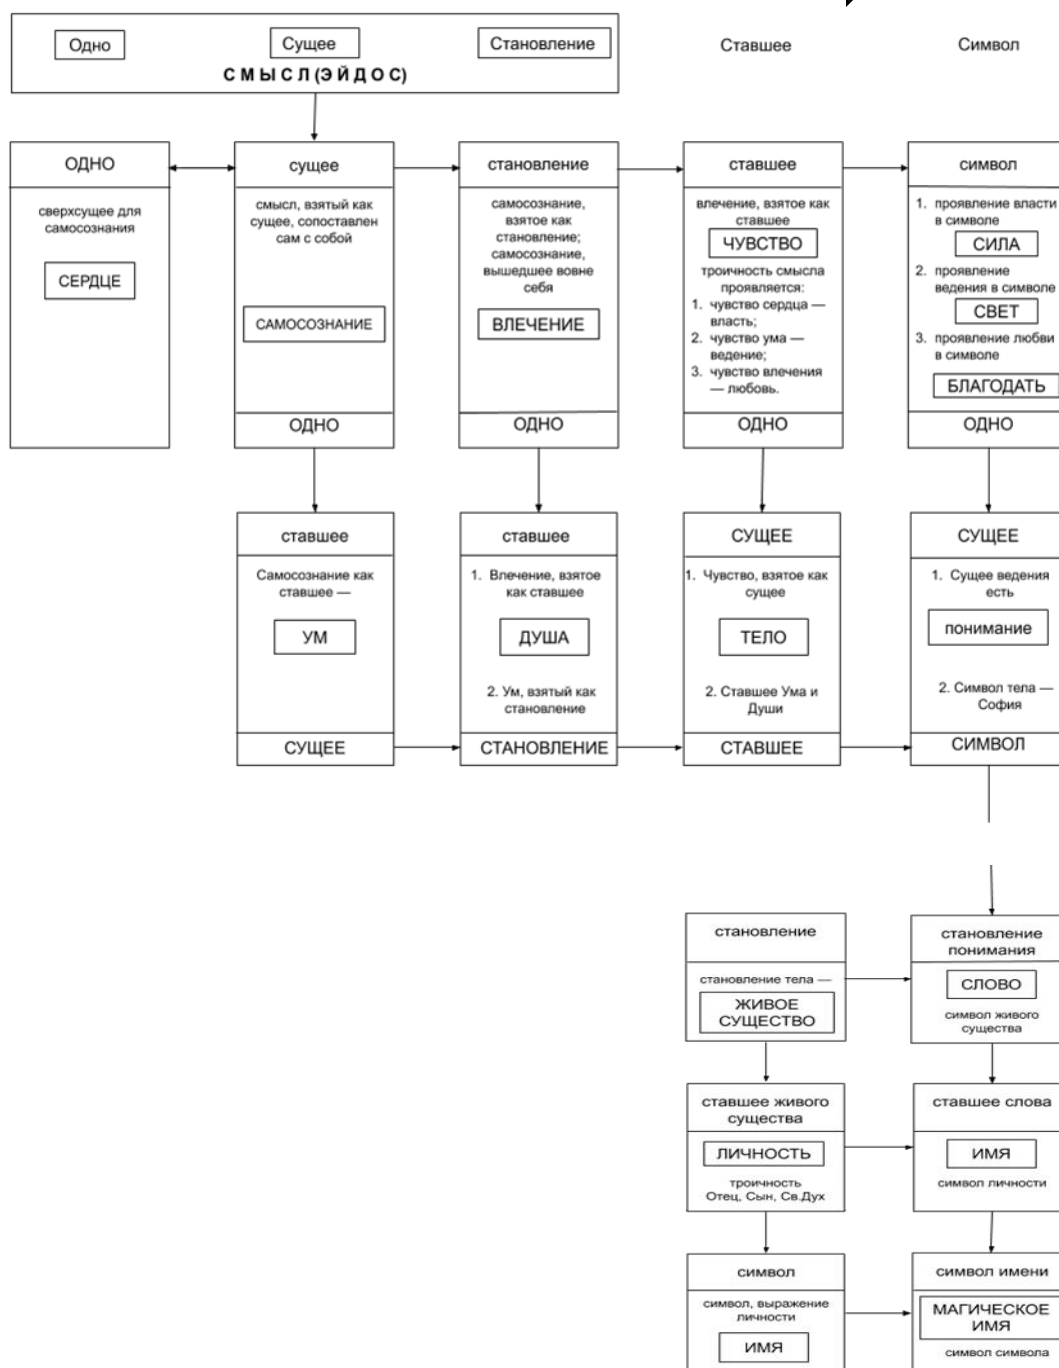 Одно
Сущее
Становление
Ставшее
Символ
С М Ы С Л (Э Й Д О С)
ОДНО
сверхсущее для
самосознания
СЕРДЦЕ
сущее
смысл, взятый как
сущее, сопоставлен
сам с собой
САМОСОЗНАНИЕ
ОДНО
становление
самосознание,
взятое как
становление;
самосознание,
вышедшее вовне
себя
ВЛЕЧЕНИЕ
ОДНО
ставшее
влечение, взятое как
ставшее
ЧУВСТВО
троичность смысла
проявляется:
1. чувство сердца —
власть;
2. чувство ума —
ведение;
3. чувство влечения
— любовь.
ОДНО
символ
1. проявление власти
в символе
СИЛА
2. проявление
ведения в символе
СВЕТ
3. проявление любви
в символе
БЛАГОДАТЬ
ОДНО
ставшее
Самосознание как
ставшее —
УМ
СУЩЕЕ
ставшее
1. Влечение, взятое
как ставшее
ДУША
2. Ум, взятый как
становление
СТАНОВЛЕНИЕ
СУЩЕЕ
1. Чувство, взятое как
сущее
ТЕЛО
2. Ставшее Ума и
Души
СТАВШЕЕ
СУЩЕЕ
1. Сущее ведения
есть
понимание
2. Символ тела —
София
СИМВОЛ
становление
становление тела —
ЖИВОЕ
СУЩЕСТВО
становление
понимания
СЛОВО
символ живого
существа
ставшее живого
существа
ЛИЧНОСТЬ
троичность
Отец, Сын, Св.Дух
ставшее слова
ИМЯ
символ личности
символ
символ, выражение
личности
ИМЯ
символ имени
МАГИЧЕСКОЕ
ИМЯ
символ символа